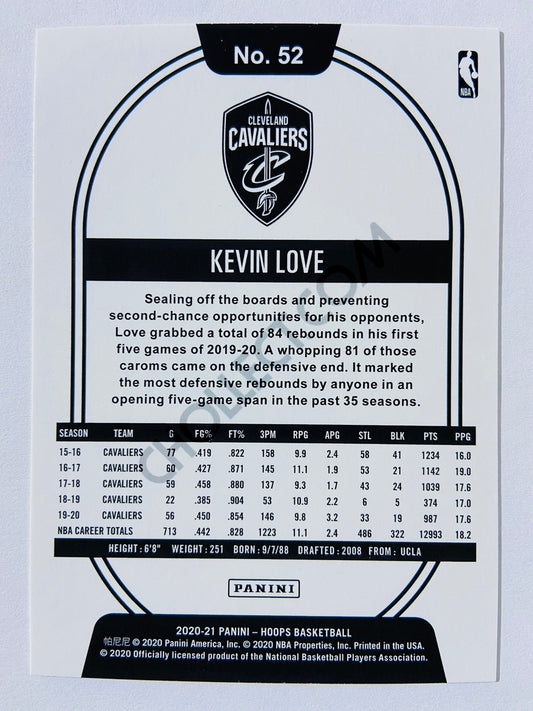 No. 52
NBA
CLEVELAND
CAVALIERS
C
KEVIN LOVE
Sealing off the boards and preventing
second-chance opportunities for his opponents,
Love grabbed a total of 84 rebounds in his first
five games of 2019-20. A whopping 81 of those
caroms came on the defensive end. It marked
the most defensive rebounds by anyone in an
opening five-game span in the past 35 seasons.
CHOLLECT.COM
SEASON TEAM G FG% FT% 3PM RPG APG STL BLK PTS PPG
15-16 CAVALIERS 77 .419 .822 158 9.9 2.4 58 41 1234 16.0
16-17 CAVALIERS 60 .427 .871 145 11.1 1.9 53 21 1142 19.0
17-18 CAVALIERS 59 .458 .880 137 9.3 1.7 43 24 1039 17.6
18-19 CAVALIERS 22 .385 .904 53 10.9 2.2 6 5 374 17.0
19-20 CAVALIERS 56 .450 .854 146 9.8 3.2 33 19 987 17.6
NBA CAREER TOTALS 713 .442 .828 1223 11.1 2.4 486 322 12993 18.2
HEIGHT: 6'8" WEIGHT: 251 BORN: 9/7/88 DRAFTED: 2008 FROM: UCLA
PANINI
2020-21 PANINI – HOOPS BASKETBALL
帕尼尼 © 2020 Panini America, Inc. © 2020 NBA Properties, Inc. Printed in the USA.
© 2020 Officially licensed product of the National Basketball Players Association.